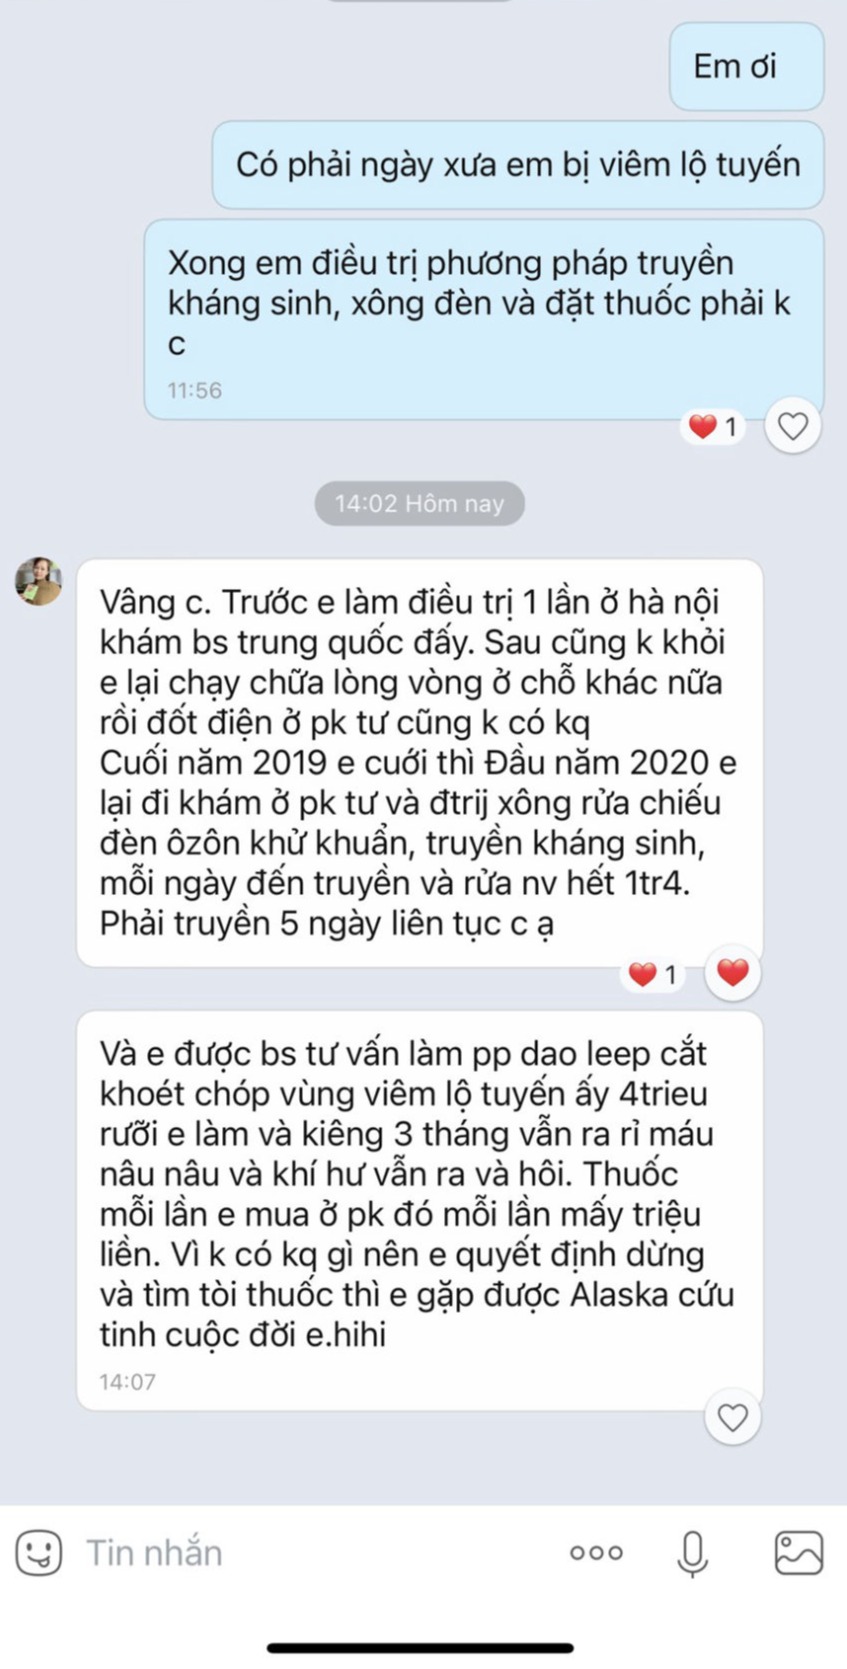 Em ơi
Có phải ngày xưa em bị viêm lộ tuyến
Xong em điều trị phương pháp truyền
kháng sinh, xông đèn và đặt thuốc phải k
c
11:56
1
14:02 Hôm nay
Vâng c. Trước e làm điều trị 1 lần ở hà nội
khám bs trung quốc đấy. Sau cũng k khỏi
e lại chạy chữa lòng vòng ở chỗ khác nữa
rồi đốt điện ở pk tư cũng k có kq
Cuối năm 2019 e cưới thì Đầu năm 2020 e
lại đi khám ở pk tư và đtrij xông rửa chiếu
đèn ôzôn khử khuẩn, truyền kháng sinh,
mỗi ngày đến truyền và rửa nv hết 1tr4.
Phải truyền 5 ngày liên tục c ạ
1
Và e được bs tư vấn làm pp dao leep cắt
khoét chóp vùng viêm lộ tuyến ấy 4trieu
rưỡi e làm và kiêng 3 tháng vẫn ra rỉ máu
nâu nâu và khí hư vẫn ra và hôi. Thuốc
mỗi lần e mua ở pk đó mỗi lần mấy triệu
liền. Vì k có kq gì nên e quyết định dừng
và tìm tòi thuốc thì e gặp được Alaska cứu
tinh cuộc đời e.hihi
14:07
Tin nhắn